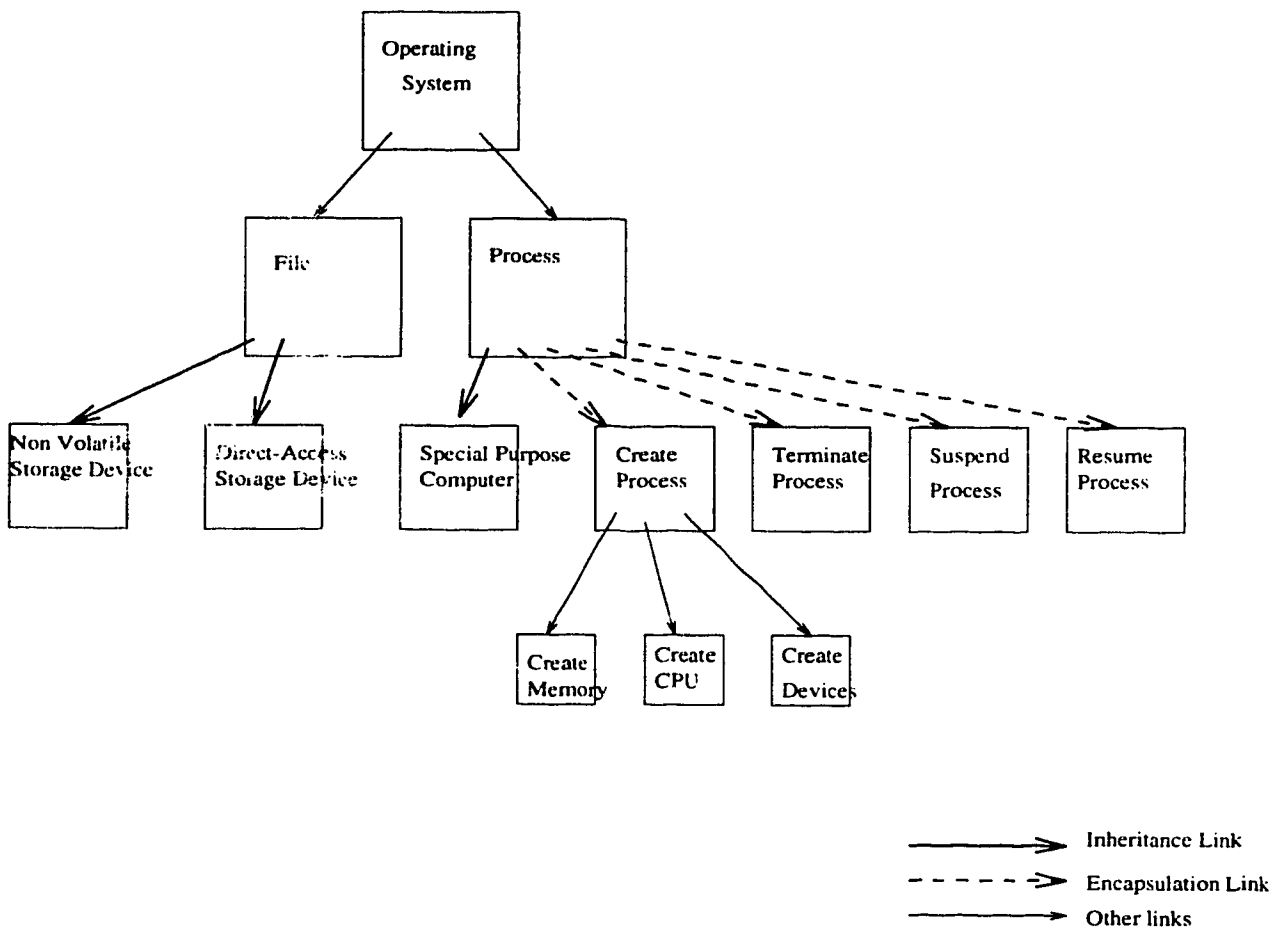 Operating
System
File
Process
Non Volatile
Storage Device
Direct-Access
Storage Device
Special Purpose
Computer
Create
Process
Terminate
Process
Suspend
Process
Resume
Process
Create
Memory
Create
CPU
Create
Devices
Inheritance Link
Encapsulation Link
Other links